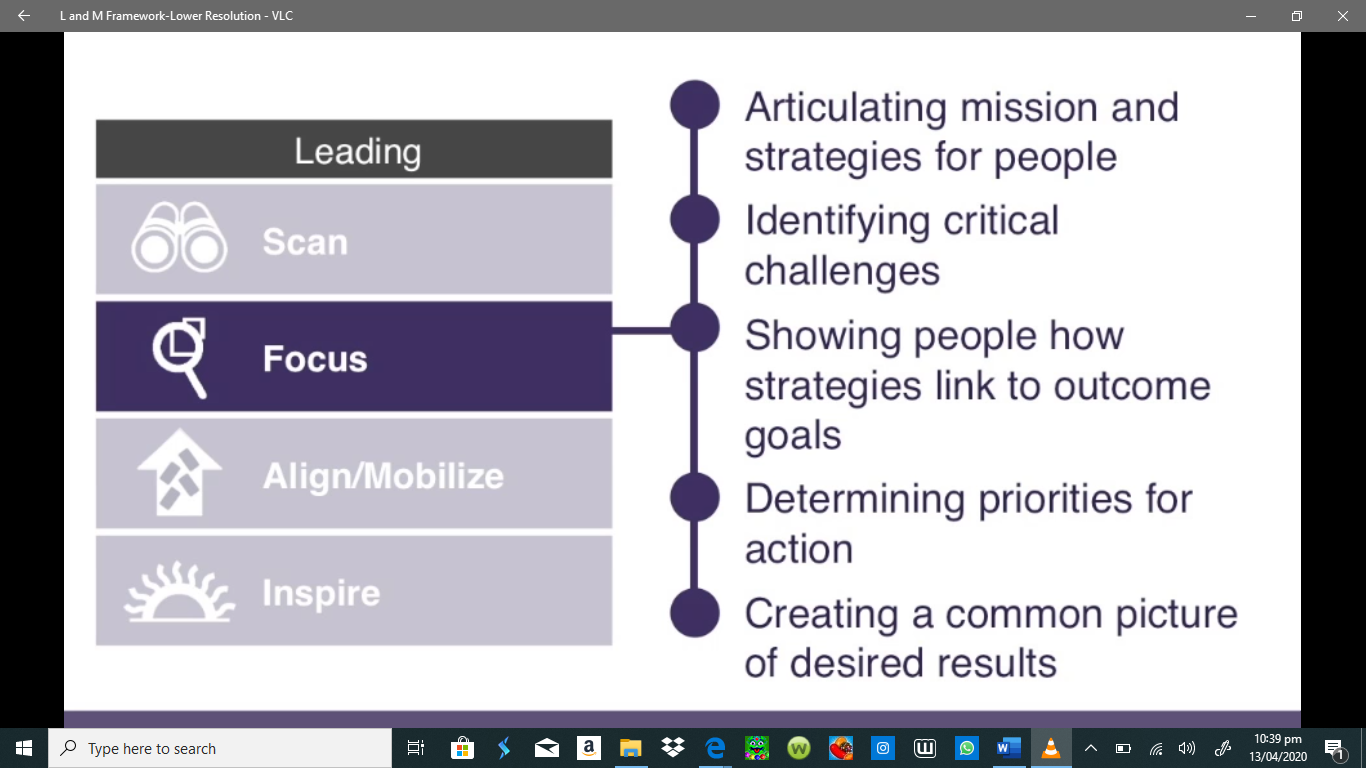 L and M Framework-Lower Resolution - VLC
Leading
Scan
Focus
Align/Mobilize
Inspire
Articulating mission and
strategies for people
Identifying critical
challenges
Showing people how
strategies link to outcome
goals
Determining priorities for
action
Creating a common picture
of desired results
Type here to search
10:39 pm
13/04/2020
1